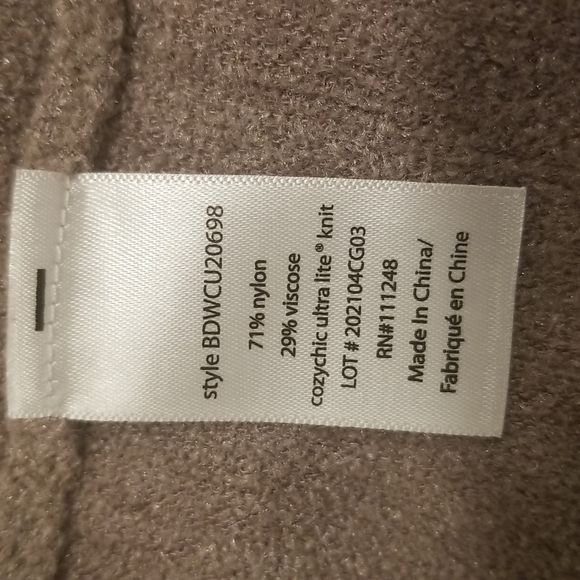 style BDWCU20698
71% nylon
29% viscose
cozychic ultra lite® knit
LOT # 202104CG03
RN#111248
Made In China/
Fabriqué en Chine